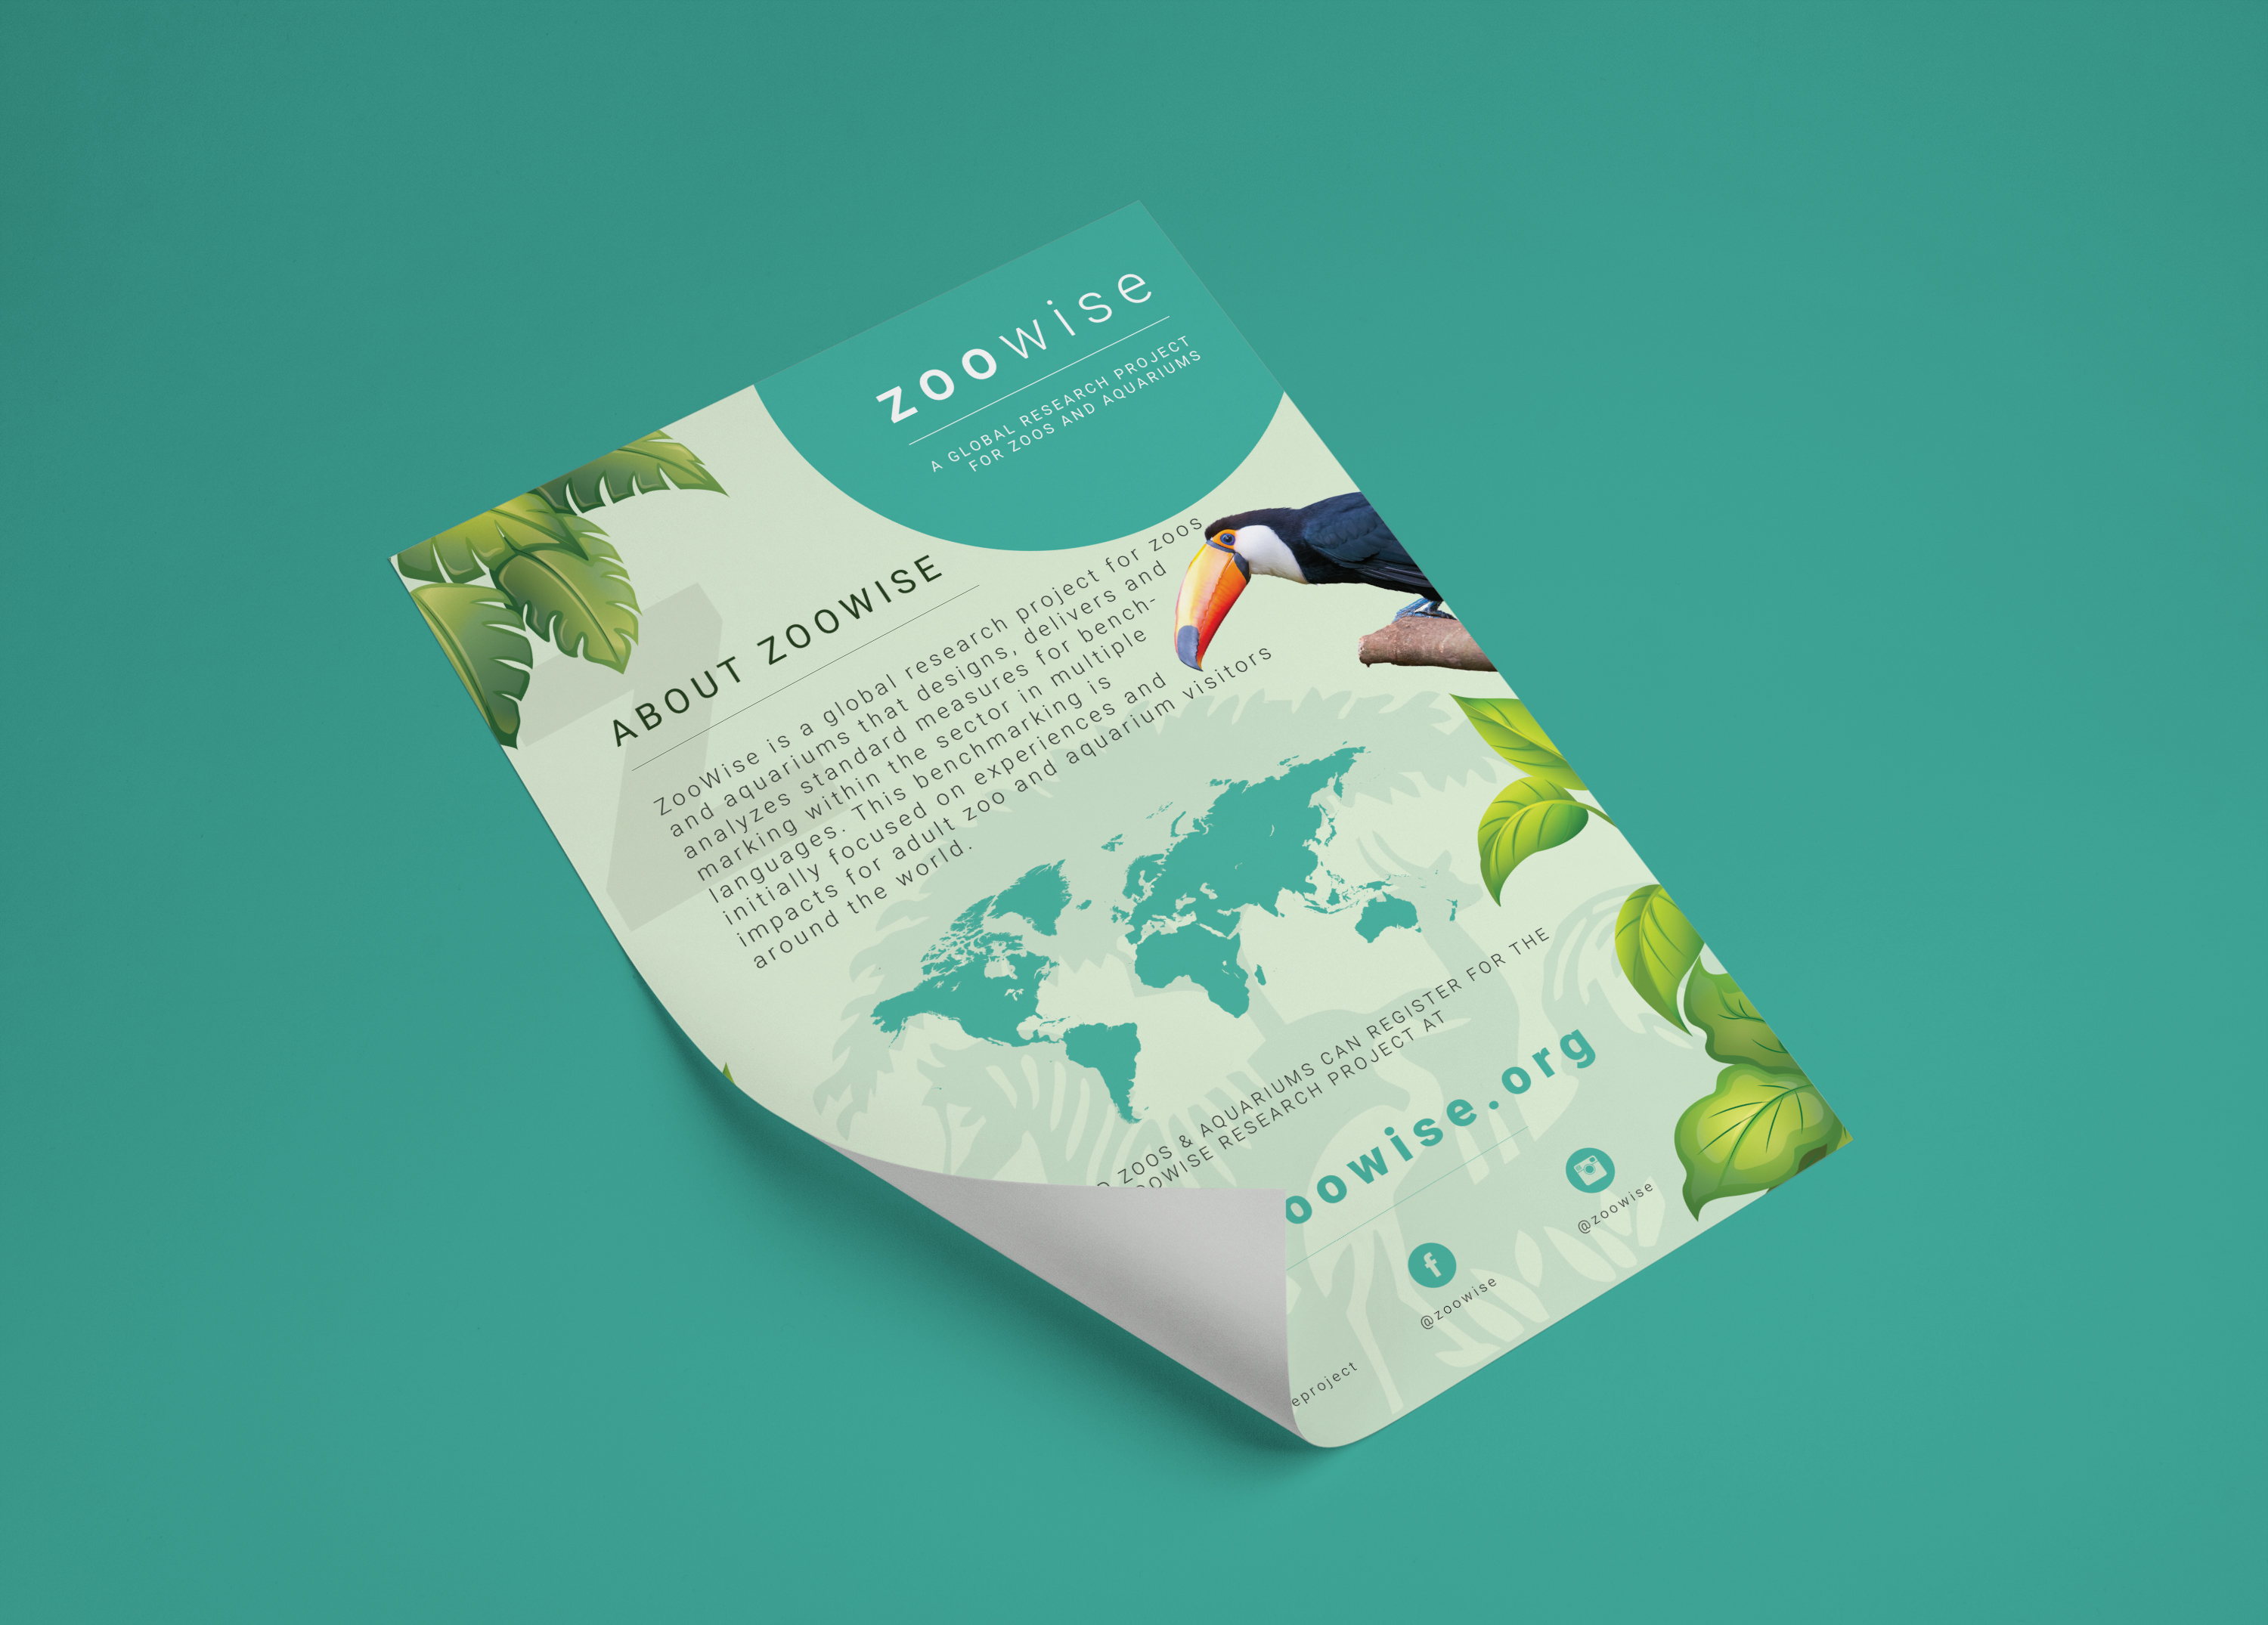 zoowise
A GLOBAL RESEARCH PROJECT
FOR ZOOS AND AQUARIUMS
ABOUT ZOOWISE
ZooWise is a global research project for zoos
and aquariums that designs, delivers and
analyzes standard measures for bench-
marking within the sector in multiple
languages. This benchmarking is
initially focused on experiences and
impacts for adult zoo and aquarium visitors
around the world.
ZOOS & AQUARIUMS CAN REGISTER FOR THE
OOWISE RESEARCH PROJECT AT
oowise.org
@zoowise
@zoowise
eproject